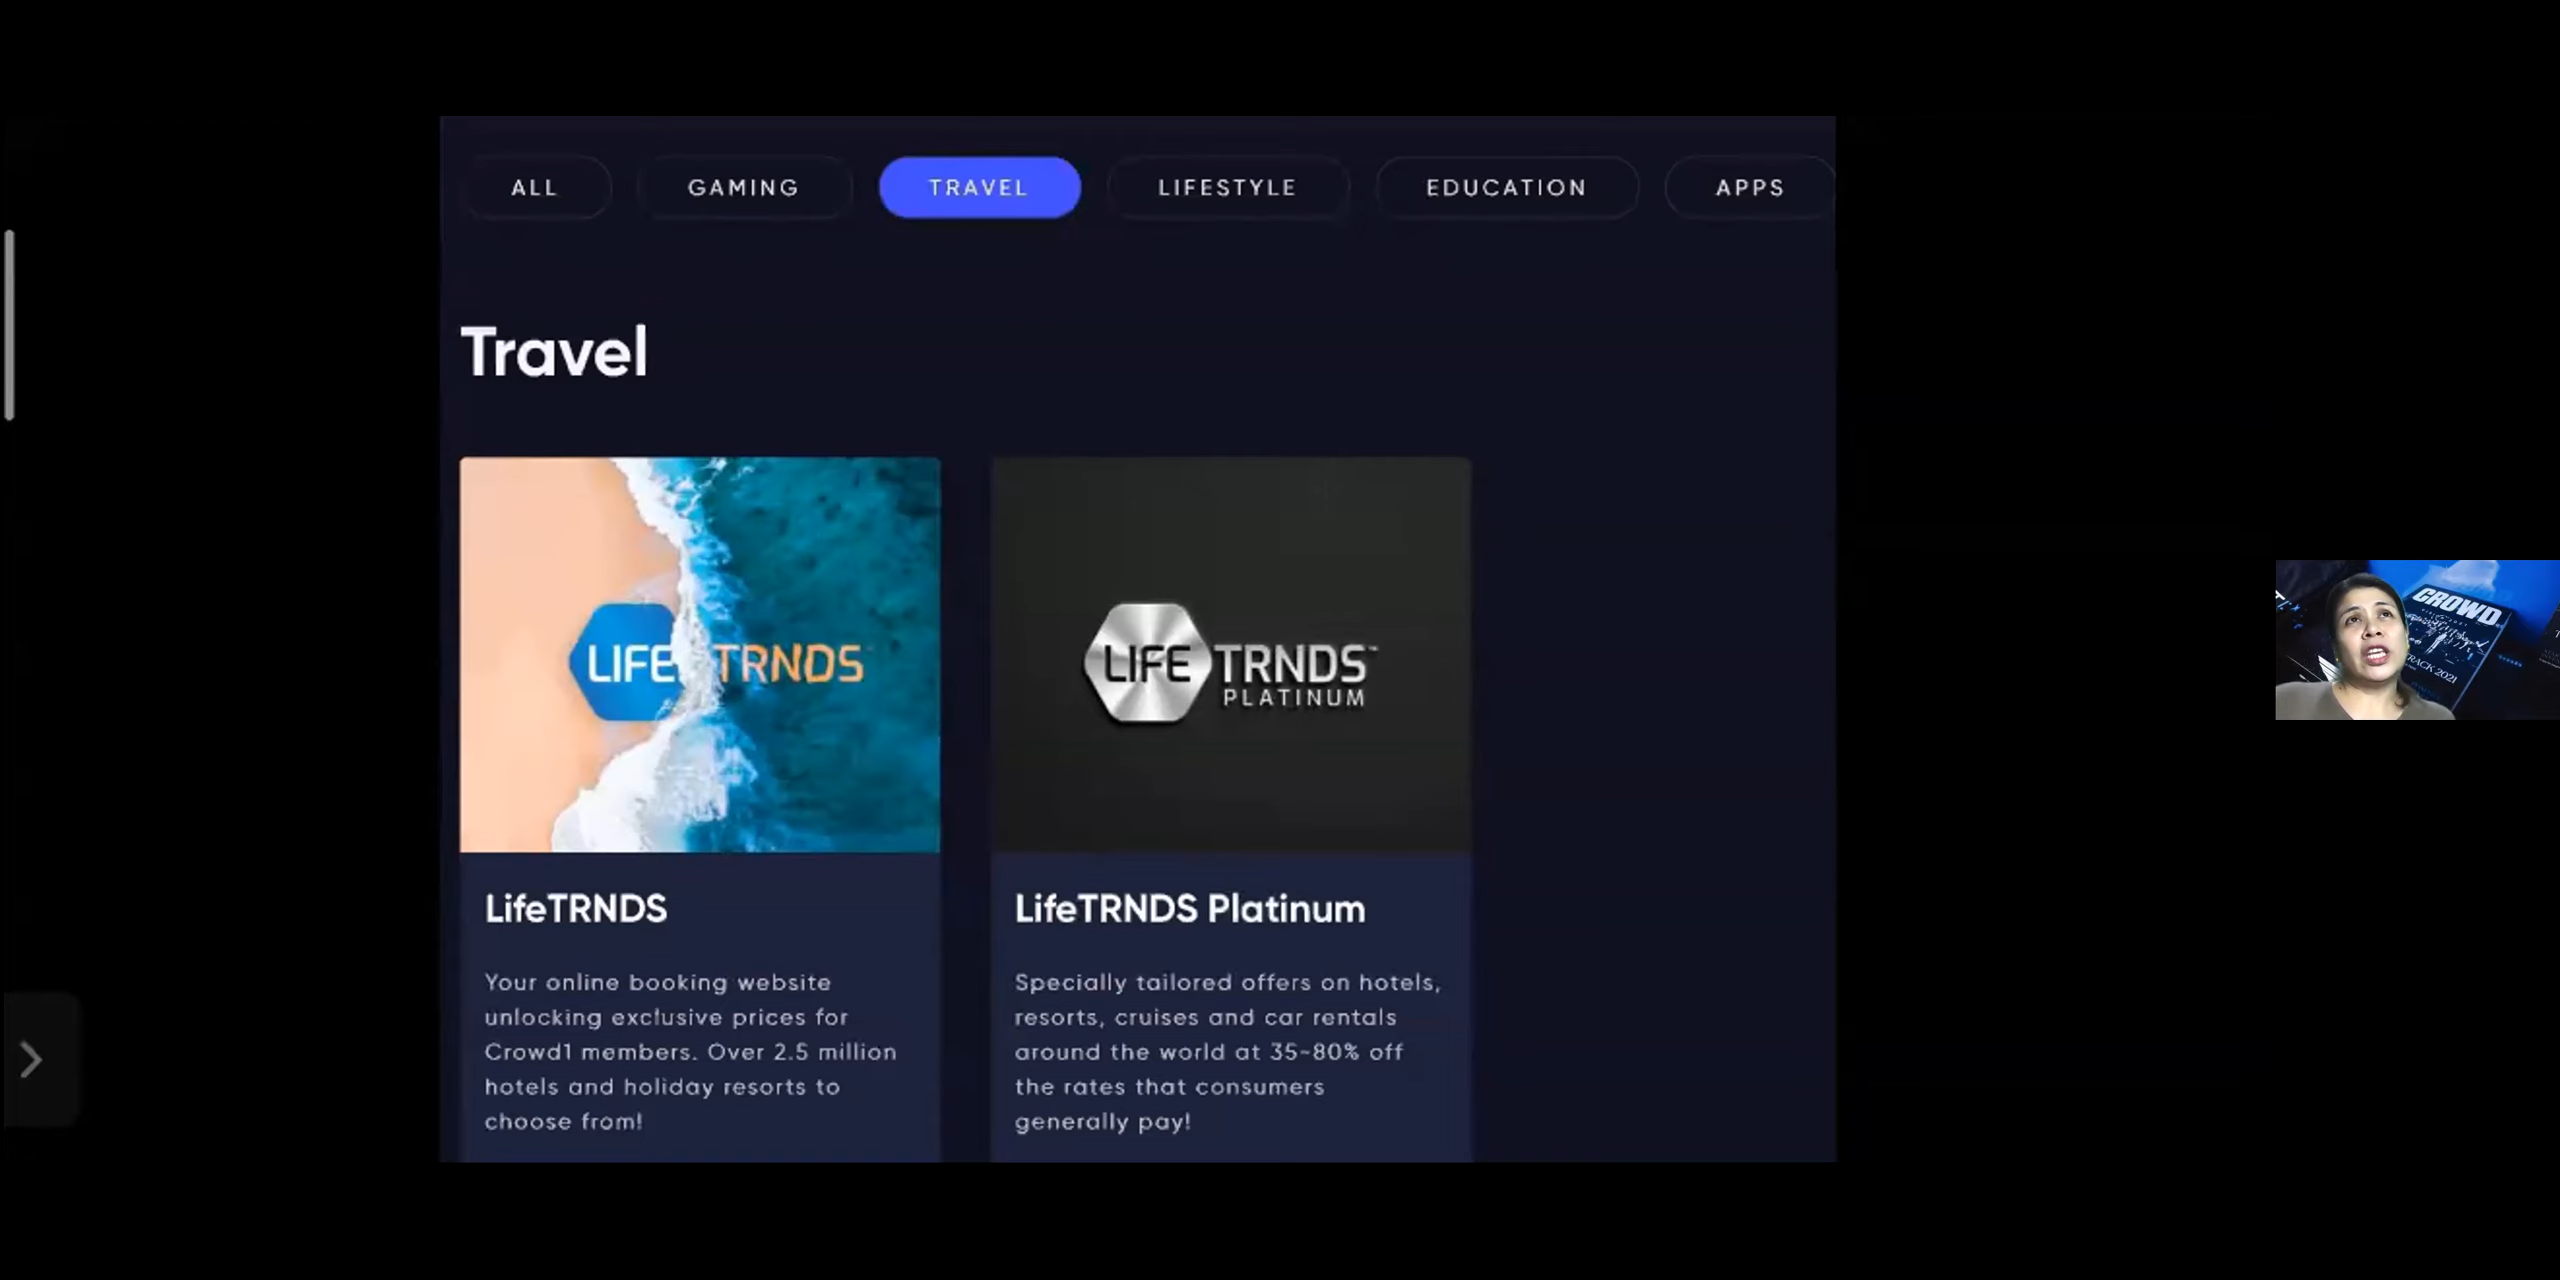 ALL GAMING TRAVEL LIFESTYLE EDUCATION APPS
Travel
LIFE TRNDS
LIFE TRNDS™
PLATINUM
LifeTRNDS
Your online booking website
unlocking exclusive prices for
Crowd1 members. Over 2.5 million
hotels and holiday resorts to
choose from!
LifeTRNDS Platinum
Specially tailored offers on hotels,
resorts, cruises and car rentals
around the world at 35-80% off
the rates that consumers
generally pay!
CROWD
TRACK 2021